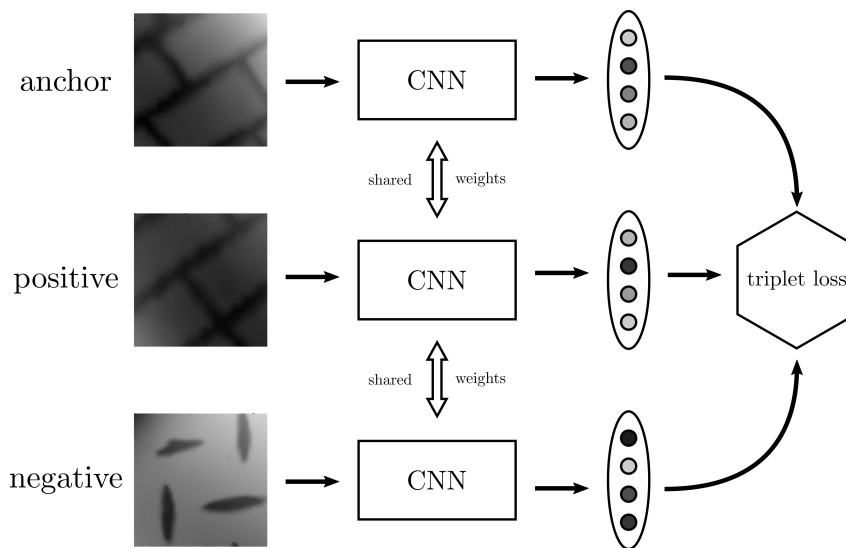 anchor
CNN
shared weights
positive
CNN
triplet loss
shared weights
negative
CNN